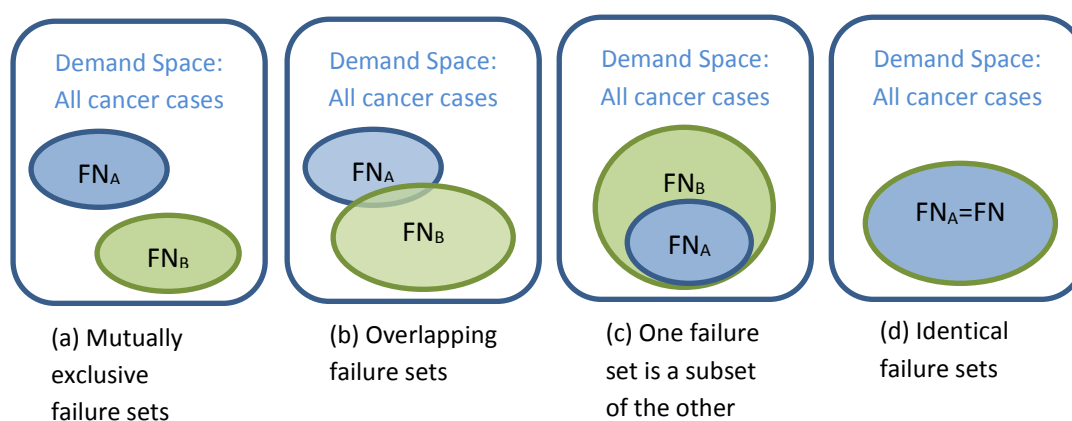 Demand Space:
All cancer cases
FNA
FNB
(a) Mutually
exclusive
failure sets
Demand Space:
All cancer cases
FNA
FNB
(b) Overlapping
failure sets
Demand Space:
All cancer cases
FNB
FNA
(c) One failure
set is a subset
of the other
Demand Space:
All cancer cases
FNA=FN
(d) Identical
failure sets